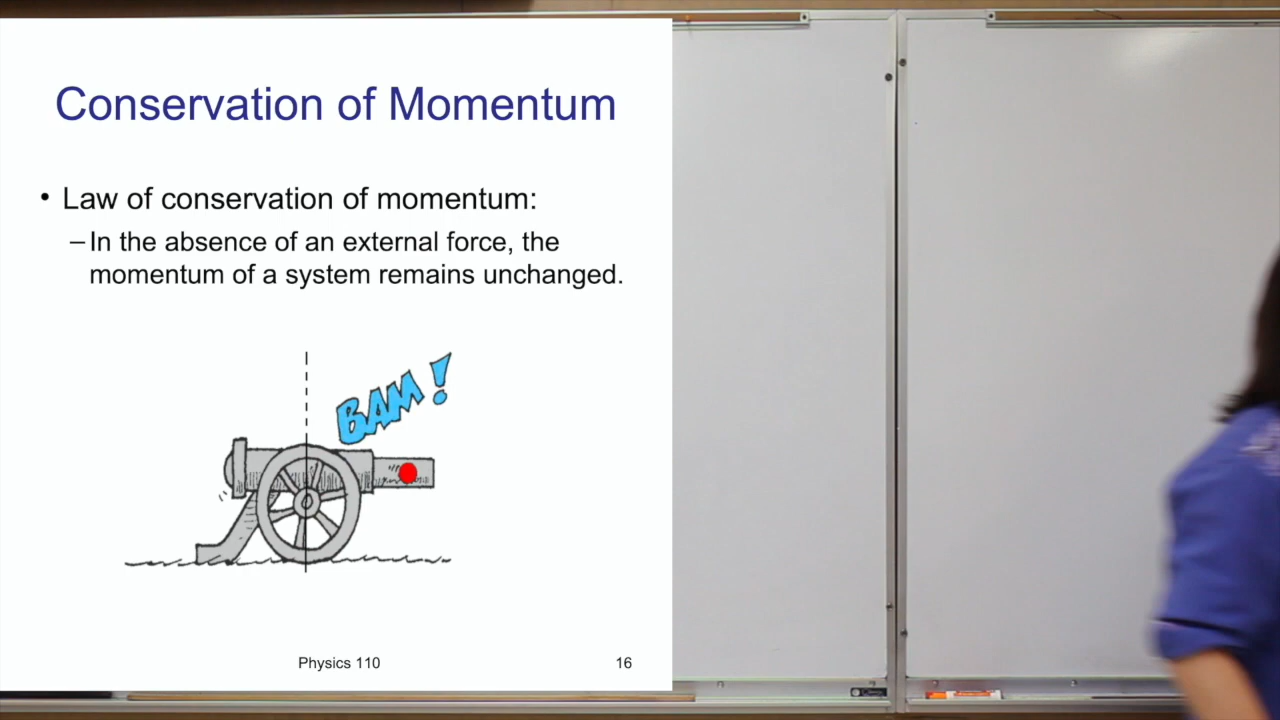 Conservation of Momentum
• Law of conservation of momentum:
– In the absence of an external force, the
momentum of a system remains unchanged.
BAM!
Physics 110
16